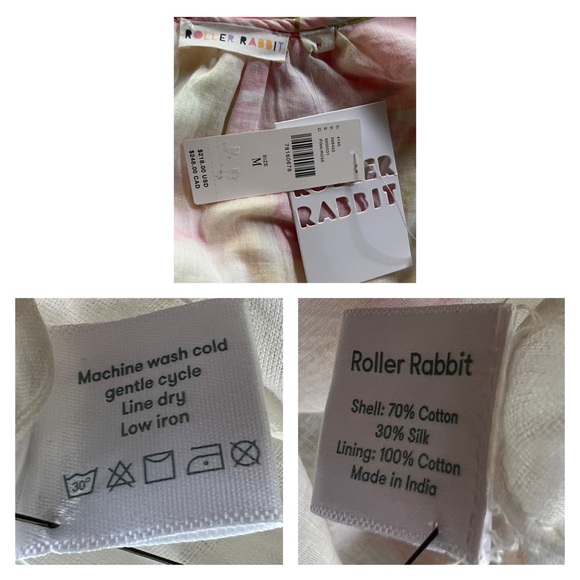 ROLLER RABBIT
$218.00 USD
$248.00 CAD
78160678
SIZE
M
ROLLER
RABBIT
Machine wash cold
gentle cycle
Line dry
Low iron
30°
Roller Rabbit
Shell: 70% Cotton
30% Silk
Lining: 100% Cotton
Made in India